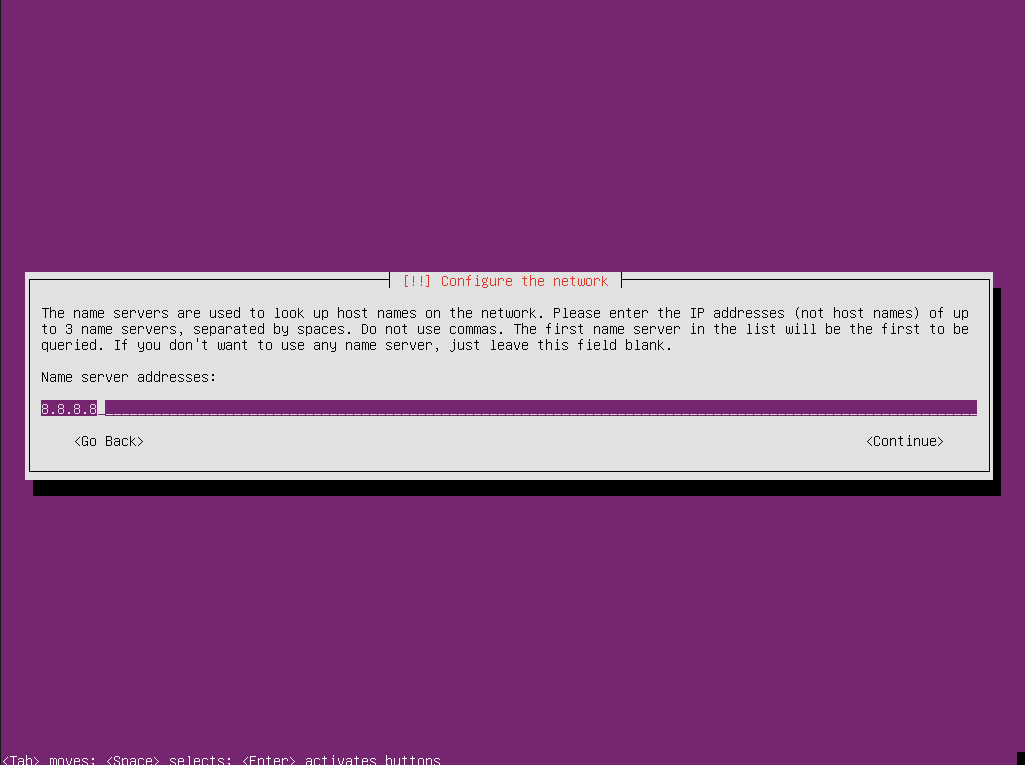 [!!] Configure the network
The name servers are used to look up host names on the network. Please enter the IP addresses (not host names) of up
to 3 name servers, separated by spaces. Do not use commas. The first name server in the list will be the first to be
queried. If you don't want to use any name server, just leave this field blank.
Name server addresses:
8.8.8.8
<Go Back> <Continue>
<Tab> moves; <Space> selects; <Enter> activates buttons